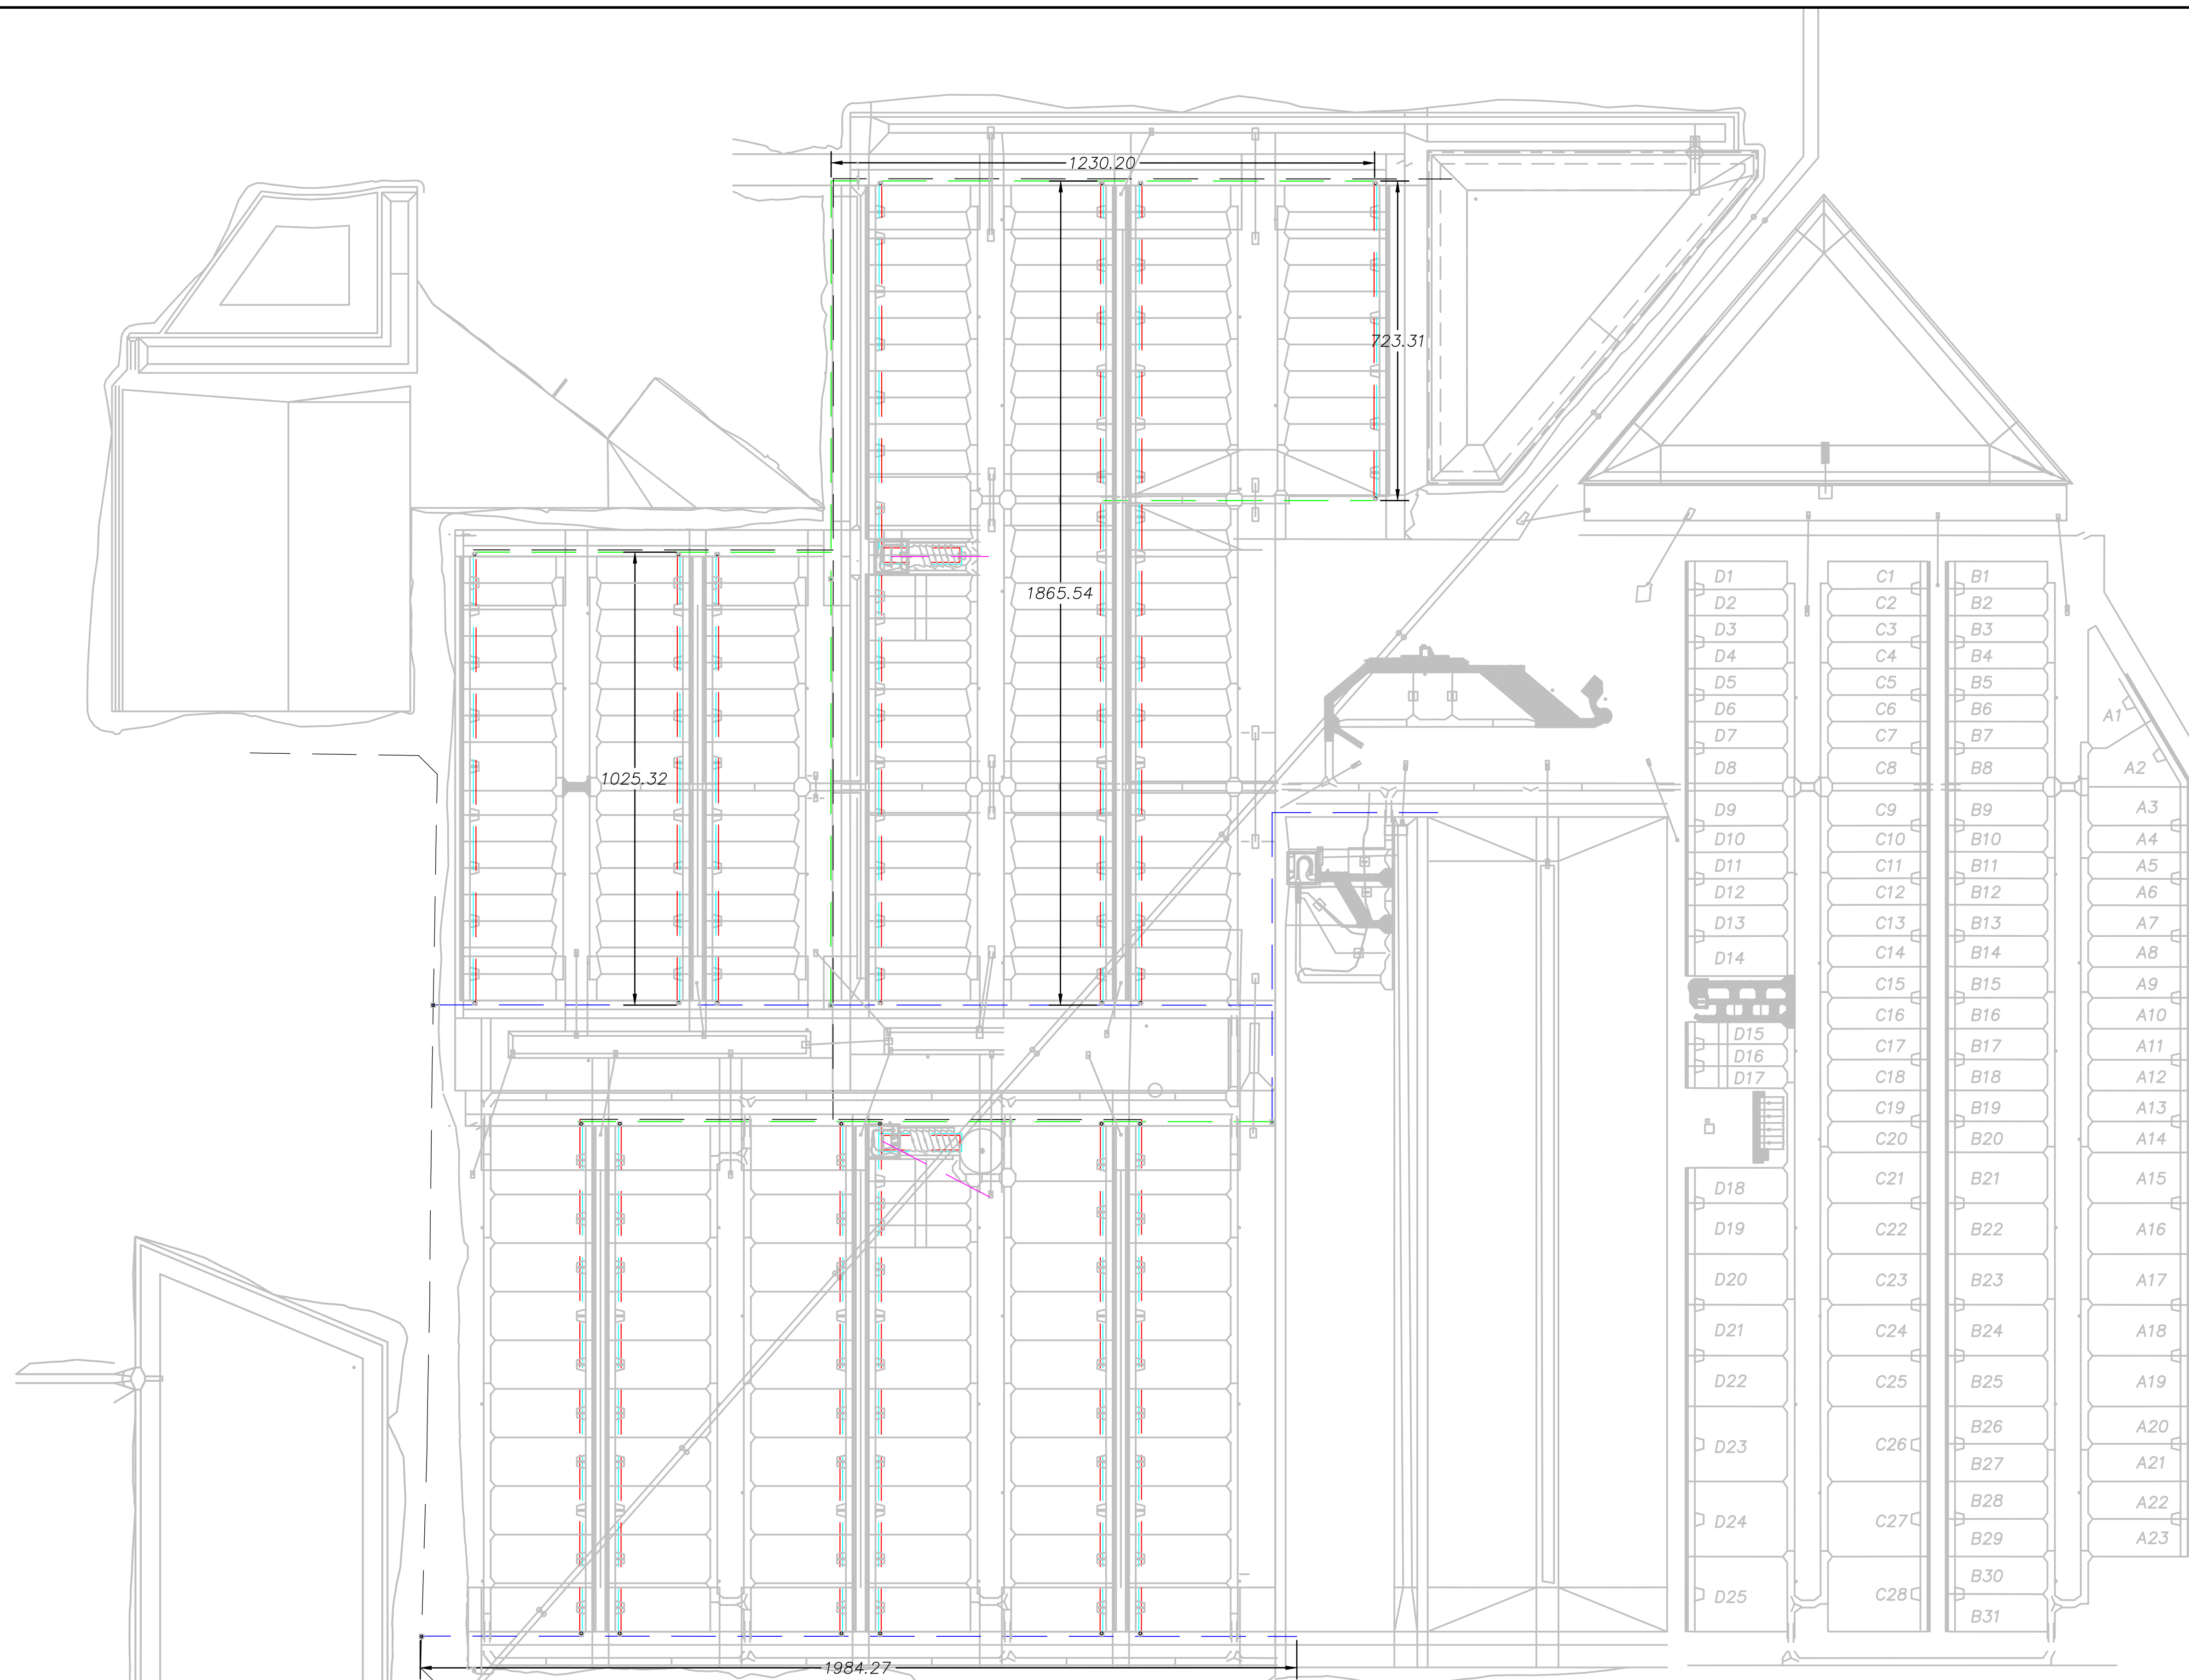 1230.20
723.31
1865.54
1025.32
1984.27
D1 C1 B1
D2 C2 B2
D3 C3 B3
D4 C4 B4
D5 C5 B5
D6 C6 B6
A1
D7 C7 B7
D8 C8 B8 A2
D9 C9 B9 A3
D10 C10 B10 A4
D11 C11 B11 A5
D12 C12 B12 A6
D13 C13 B13 A7
D14 C14 B14 A8
C15 B15 A9
C16 B16 A10
D15
C17 B17 A11
D16
D17 C18 B18 A12
C19 B19 A13
C20 B20 A14
D18 C21 B21 A15
D19 C22 B22 A16
D20 C23 B23 A17
D21 C24 B24 A18
D22 C25 B25 A19
B26 A20
D23 C26
B27 A21
B28 A22
D24 C27
B29 A23
B30
D25 C28
B31